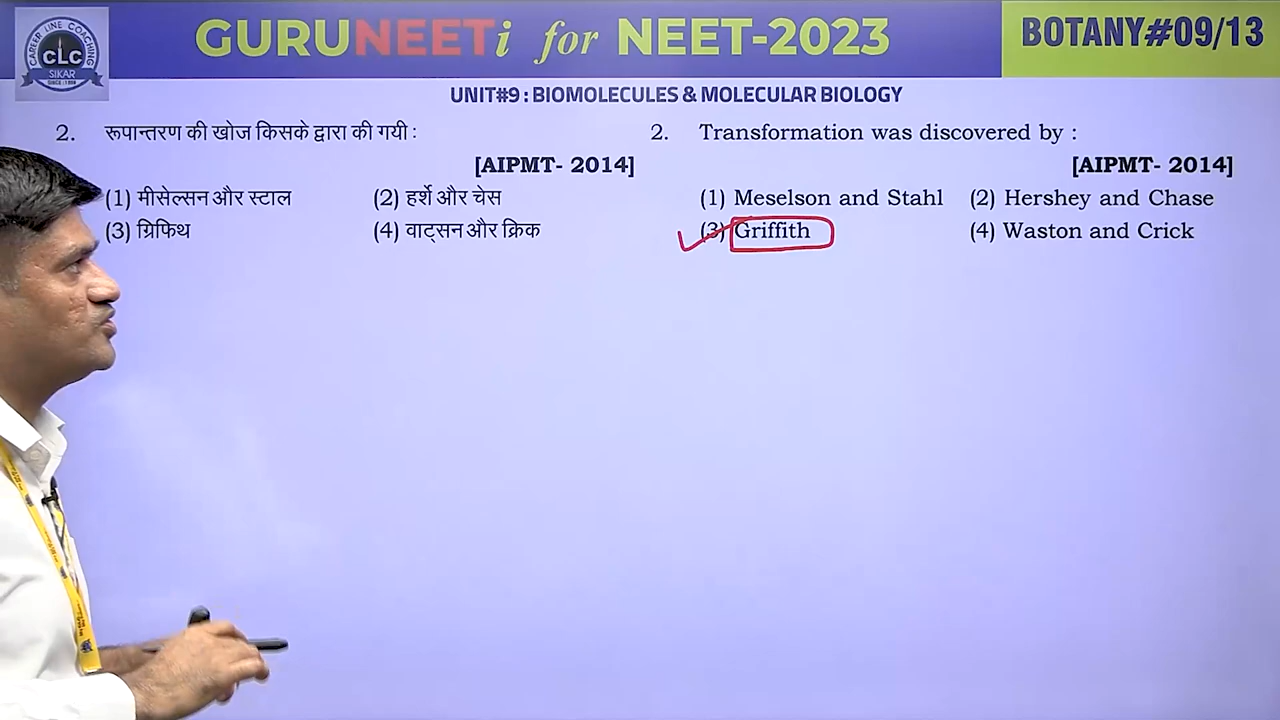 GURUNEETi for NEET-2023
BOTANY#09/13
CAREER LINE COACHING
CLC
SIKAR
UNIT#9 : BIOMOLECULES & MOLECULAR BIOLOGY
2. रूपान्तरण की खोज किसके द्वारा की गयी :
[AIPMT- 2014]
(1) मीसेल्सन और स्टाल (2) हर्शे और चेस
(3) ग्रिफिथ (4) वाट्सन और क्रिक
2. Transformation was discovered by :
[AIPMT- 2014]
(1) Meselson and Stahl (2) Hershey and Chase
(3) Griffith (4) Waston and Crick